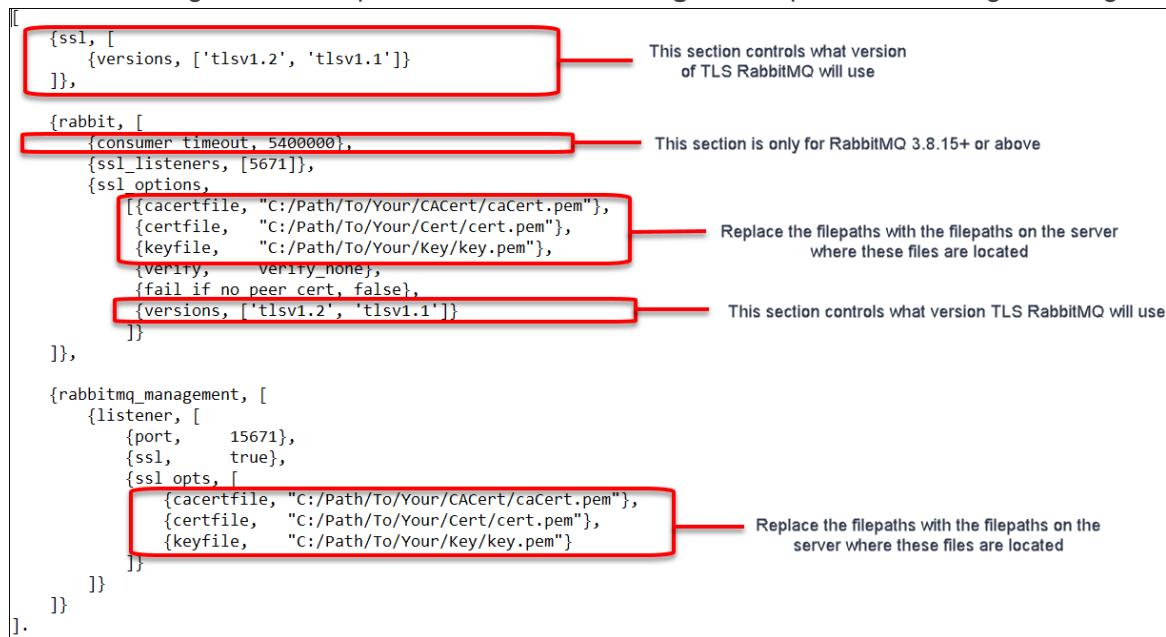 [
{ssl, [
{versions, ['tlsv1.2', 'tlsv1.1']}
]},
This section controls what version
of TLS RabbitMQ will use
{rabbit, [
{consumer_timeout, 5400000},
This section is only for RabbitMQ 3.8.15+ or above
{ssl_listeners, [5671]},
{ssl_options,
[{cacertfile, "C:/Path/To/Your/CACert/caCert.pem"},
{certfile,   "C:/Path/To/Your/Cert/cert.pem"},
{keyfile,    "C:/Path/To/Your/Key/key.pem"},
Replace the filepaths with the filepaths on the server
where these files are located
{verify,     verify_none},
{fail_if_no_peer_cert, false},
{versions, ['tlsv1.2', 'tlsv1.1']}
This section controls what version TLS RabbitMQ will use
]}
]},
{rabbitmq_management, [
{listener, [
{port,     15671},
{ssl,      true},
{ssl_opts, [
{cacertfile, "C:/Path/To/Your/CACert/caCert.pem"},
{certfile,   "C:/Path/To/Your/Cert/cert.pem"},
{keyfile,    "C:/Path/To/Your/Key/key.pem"}
Replace the filepaths with the filepaths on the
server where these files are located
]}
]}
]}
].